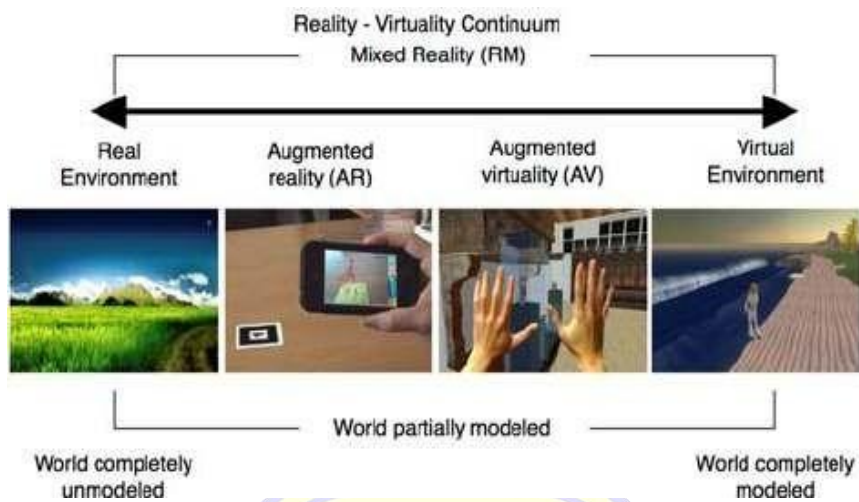 Reality - Virtuality Continuum
Mixed Reality (RM)
Real
Environment
Augmented
reality (AR)
Augmented
virtuality (AV)
Virtual
Environment
World partially modeled
World completely
unmodeled
World completely
modeled